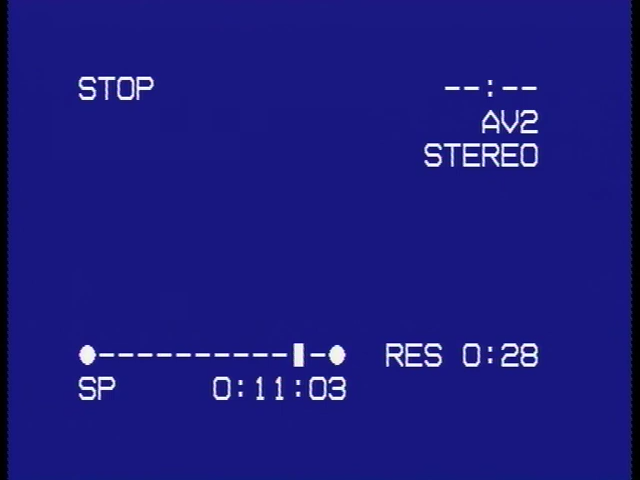 STOP
--:--
AV2
STEREO
RES 0:28
SP 0:11:03